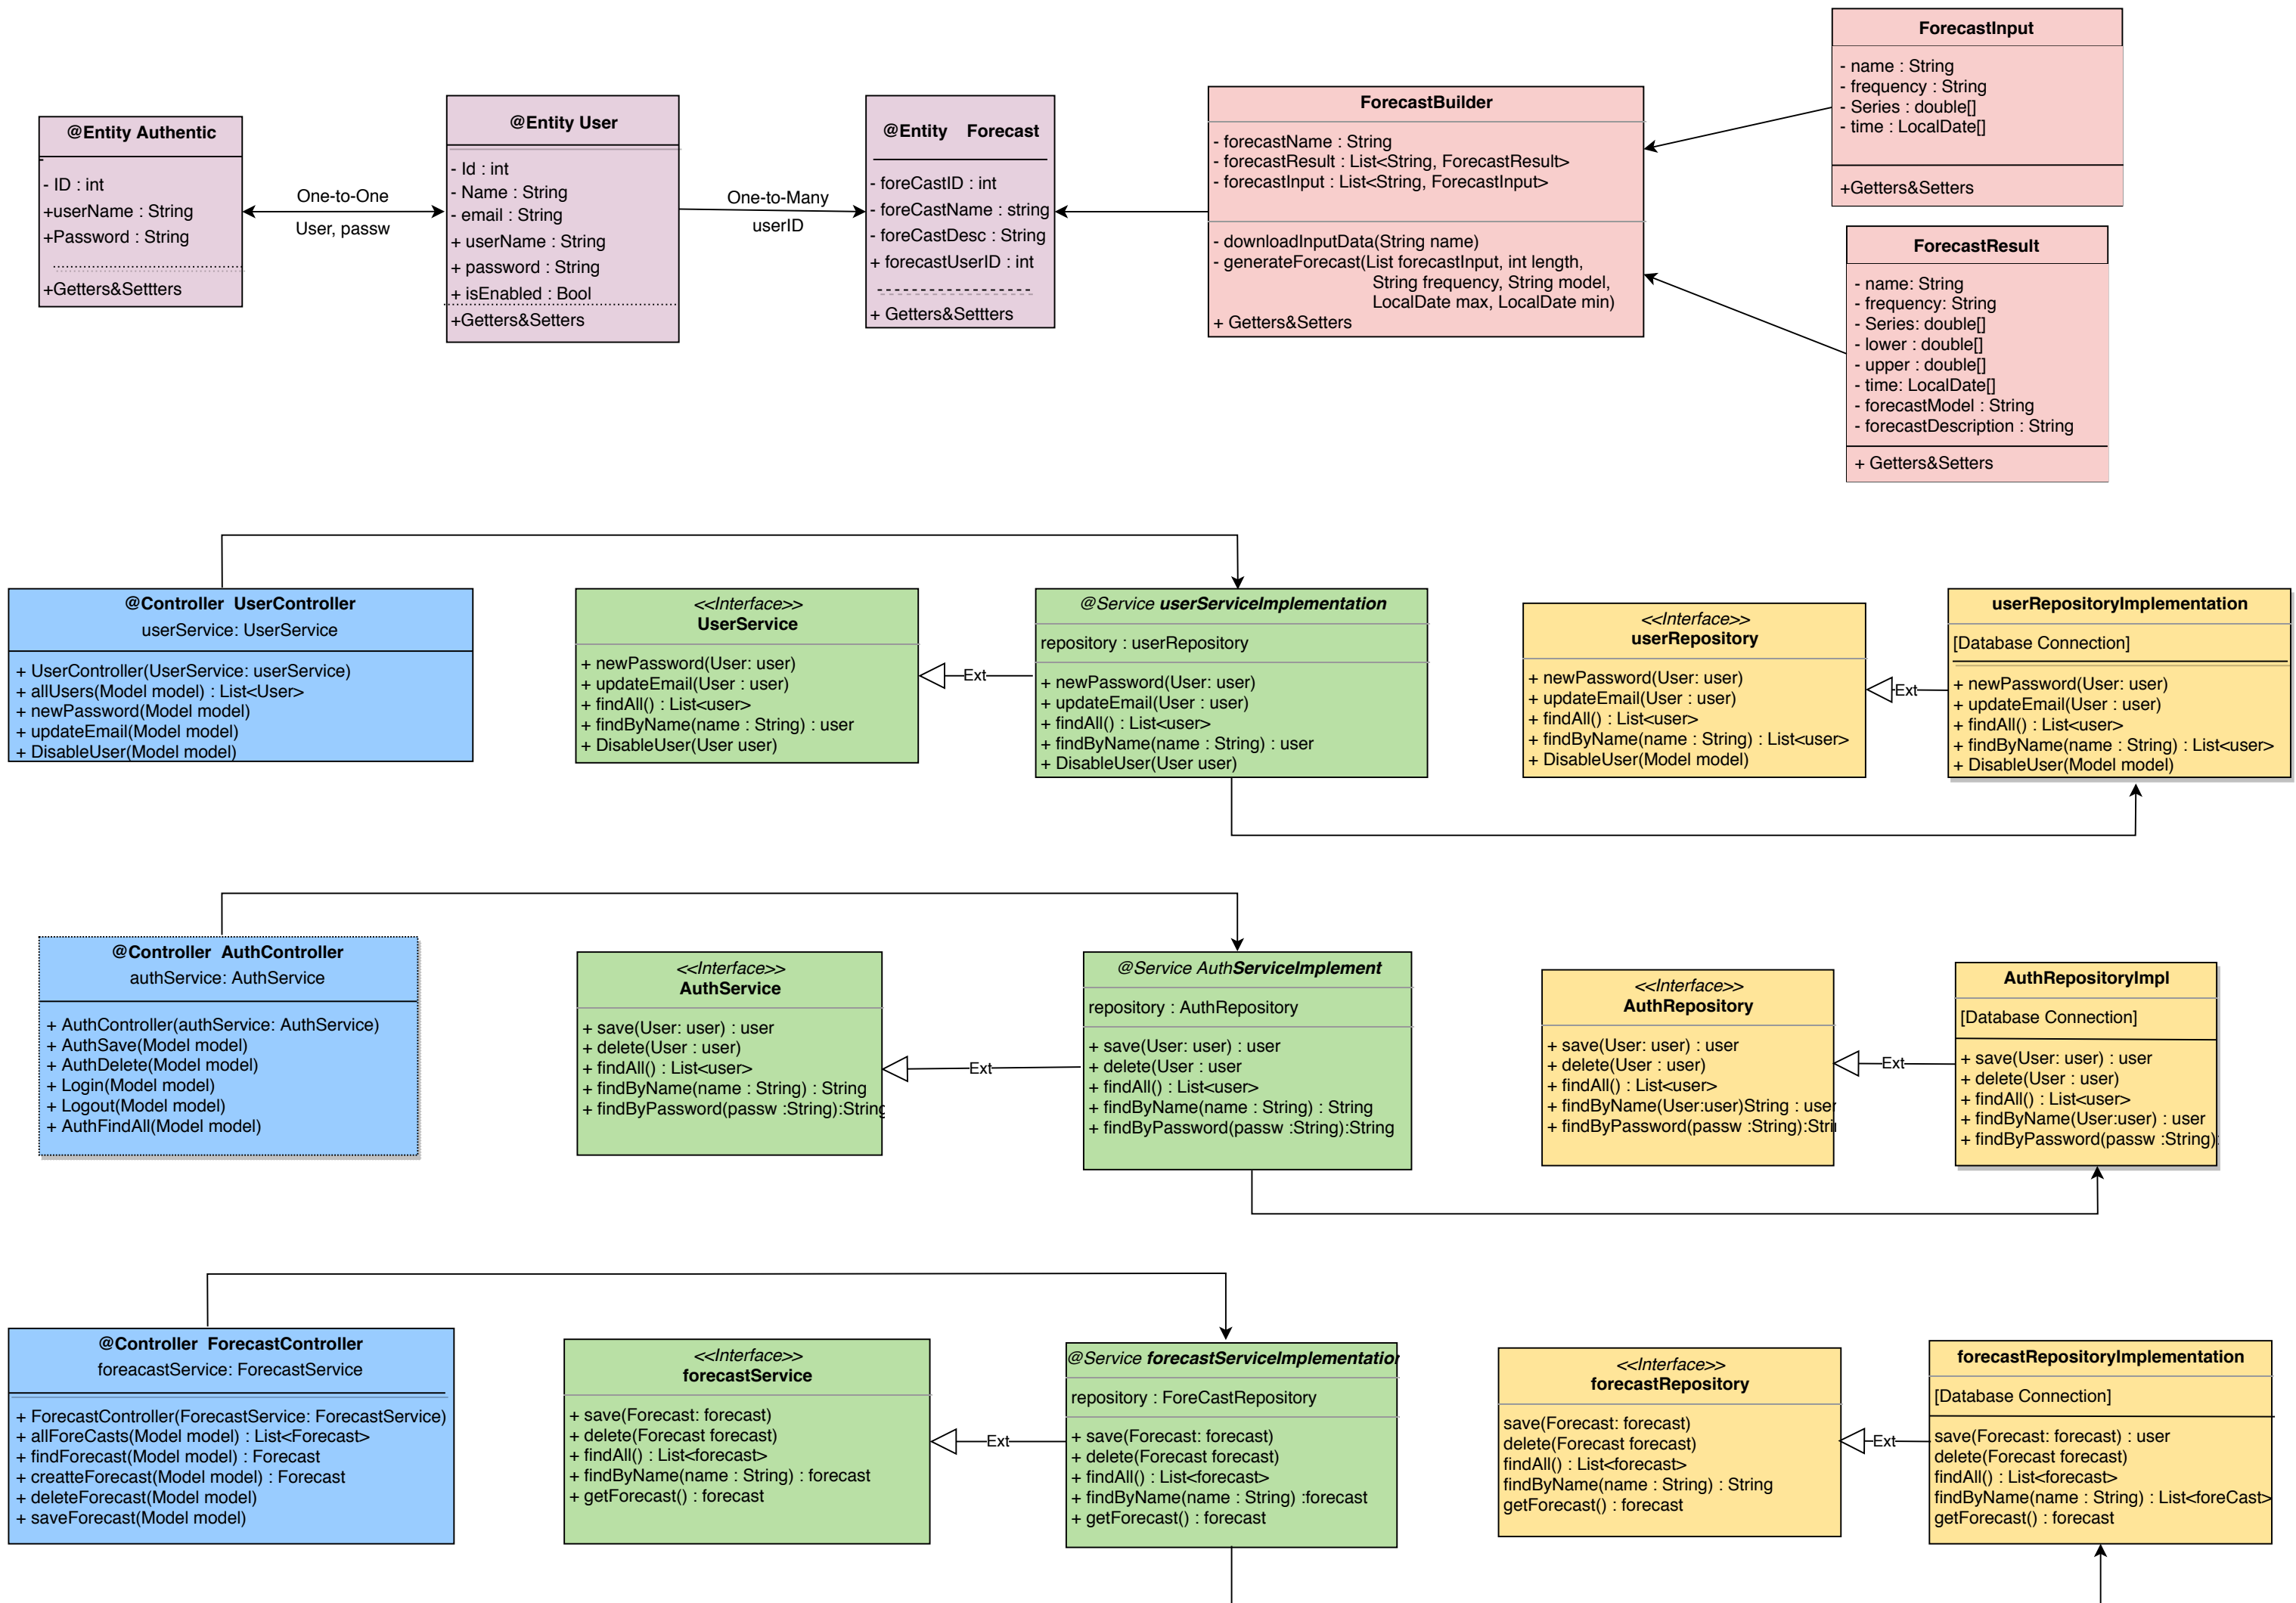 @Entity Authentic
- ID : int
+userName : String
+Password : String
+Getters&Settters
One-to-One
User, passw
@Entity User
- Id : int
- Name : String
- email : String
+ userName : String
+ password : String
+ isEnabled : Bool
+Getters&Setters
One-to-Many
userID
@Entity Forecast
- foreCastID : int
- foreCastName : string
- foreCastDesc : String
+ forecastUserID : int
+ Getters&Settters
ForecastBuilder
- forecastName : String
- forecastResult : List<String, ForecastResult>
- forecastInput : List<String, ForecastInput>
- downloadInputData(String name)
- generateForecast(List forecastInput, int length,
String frequency, String model,
LocalDate max, LocalDate min)
+ Getters&Setters
ForecastInput
- name : String
- frequency : String
- Series : double[]
- time : LocalDate[]
+Getters&Setters
ForecastResult
- name: String
- frequency: String
- Series: double[]
- lower : double[]
- upper : double[]
- time: LocalDate[]
- forecastModel : String
- forecastDescription : String
+ Getters&Setters
@Controller UserController
userService: UserService
+ UserController(UserService: userService)
+ allUsers(Model model) : List<User>
+ newPassword(Model model)
+ updateEmail(Model model)
+ DisableUser(Model model)
<<Interface>>
UserService
+ newPassword(User: user)
+ updateEmail(User : user)
+ findAll() : List<user>
+ findByName(name : String) : user
+ DisableUser(User user)
Ext
@Service userServiceImplementation
repository : userRepository
+ newPassword(User: user)
+ updateEmail(User : user)
+ findAll() : List<user>
+ findByName(name : String) : user
+ DisableUser(User user)
<<Interface>>
userRepository
+ newPassword(User: user)
+ updateEmail(User : user)
+ findAll() : List<user>
+ findByName(name : String) : List<user>
+ DisableUser(Model model)
Ext
userRepositoryImplementation
[Database Connection]
+ newPassword(User: user)
+ updateEmail(User : user)
+ findAll() : List<user>
+ findByName(name : String) : List<user>
+ DisableUser(Model model)
@Controller AuthController
authService: AuthService
+ AuthController(authService: AuthService)
+ AuthSave(Model model)
+ AuthDelete(Model model)
+ Login(Model model)
+ Logout(Model model)
+ AuthFindAll(Model model)
<<Interface>>
AuthService
+ save(User: user) : user
+ delete(User : user)
+ findAll() : List<user>
+ findByName(name : String) : String
+ findByPassword(passw :String):String
Ext
@Service AuthServiceImplement
repository : AuthRepository
+ save(User: user) : user
+ delete(User : user
+ findAll() : List<user>
+ findByName(name : String) : String
+ findByPassword(passw :String):String
<<Interface>>
AuthRepository
+ save(User: user) : user
+ delete(User : user)
+ findAll() : List<user>
+ findByName(User:user)String : user
+ findByPassword(passw :String):Stri
Ext
AuthRepositoryImpl
[Database Connection]
+ save(User: user) : user
+ delete(User : user)
+ findAll() : List<user>
+ findByName(User:user) : user
+ findByPassword(passw :String):
@Controller ForecastController
foreacastService: ForecastService
+ ForecastController(ForecastService: ForecastService)
+ allForeCasts(Model model) : List<Forecast>
+ findForecast(Model model) : Forecast
+ creatteForecast(Model model) : Forecast
+ deleteForecast(Model model)
+ saveForecast(Model model)
<<Interface>>
forecastService
+ save(Forecast: forecast)
+ delete(Forecast forecast)
+ findAll() : List<forecast>
+ findByName(name : String) : forecast
+ getForecast() : forecast
Ext
@Service forecastServiceImplementation
repository : ForeCastRepository
+ save(Forecast: forecast)
+ delete(Forecast forecast)
+ findAll() : List<forecast>
+ findByName(name : String) :forecast
+ getForecast() : forecast
<<Interface>>
forecastRepository
save(Forecast: forecast)
delete(Forecast forecast)
findAll() : List<forecast>
findByName(name : String) : String
getForecast() : forecast
Ext
forecastRepositoryImplementation
[Database Connection]
save(Forecast: forecast) : user
delete(Forecast forecast)
findAll() : List<forecast>
findByName(name : String) : List<foreCast>
getForecast() : forecast